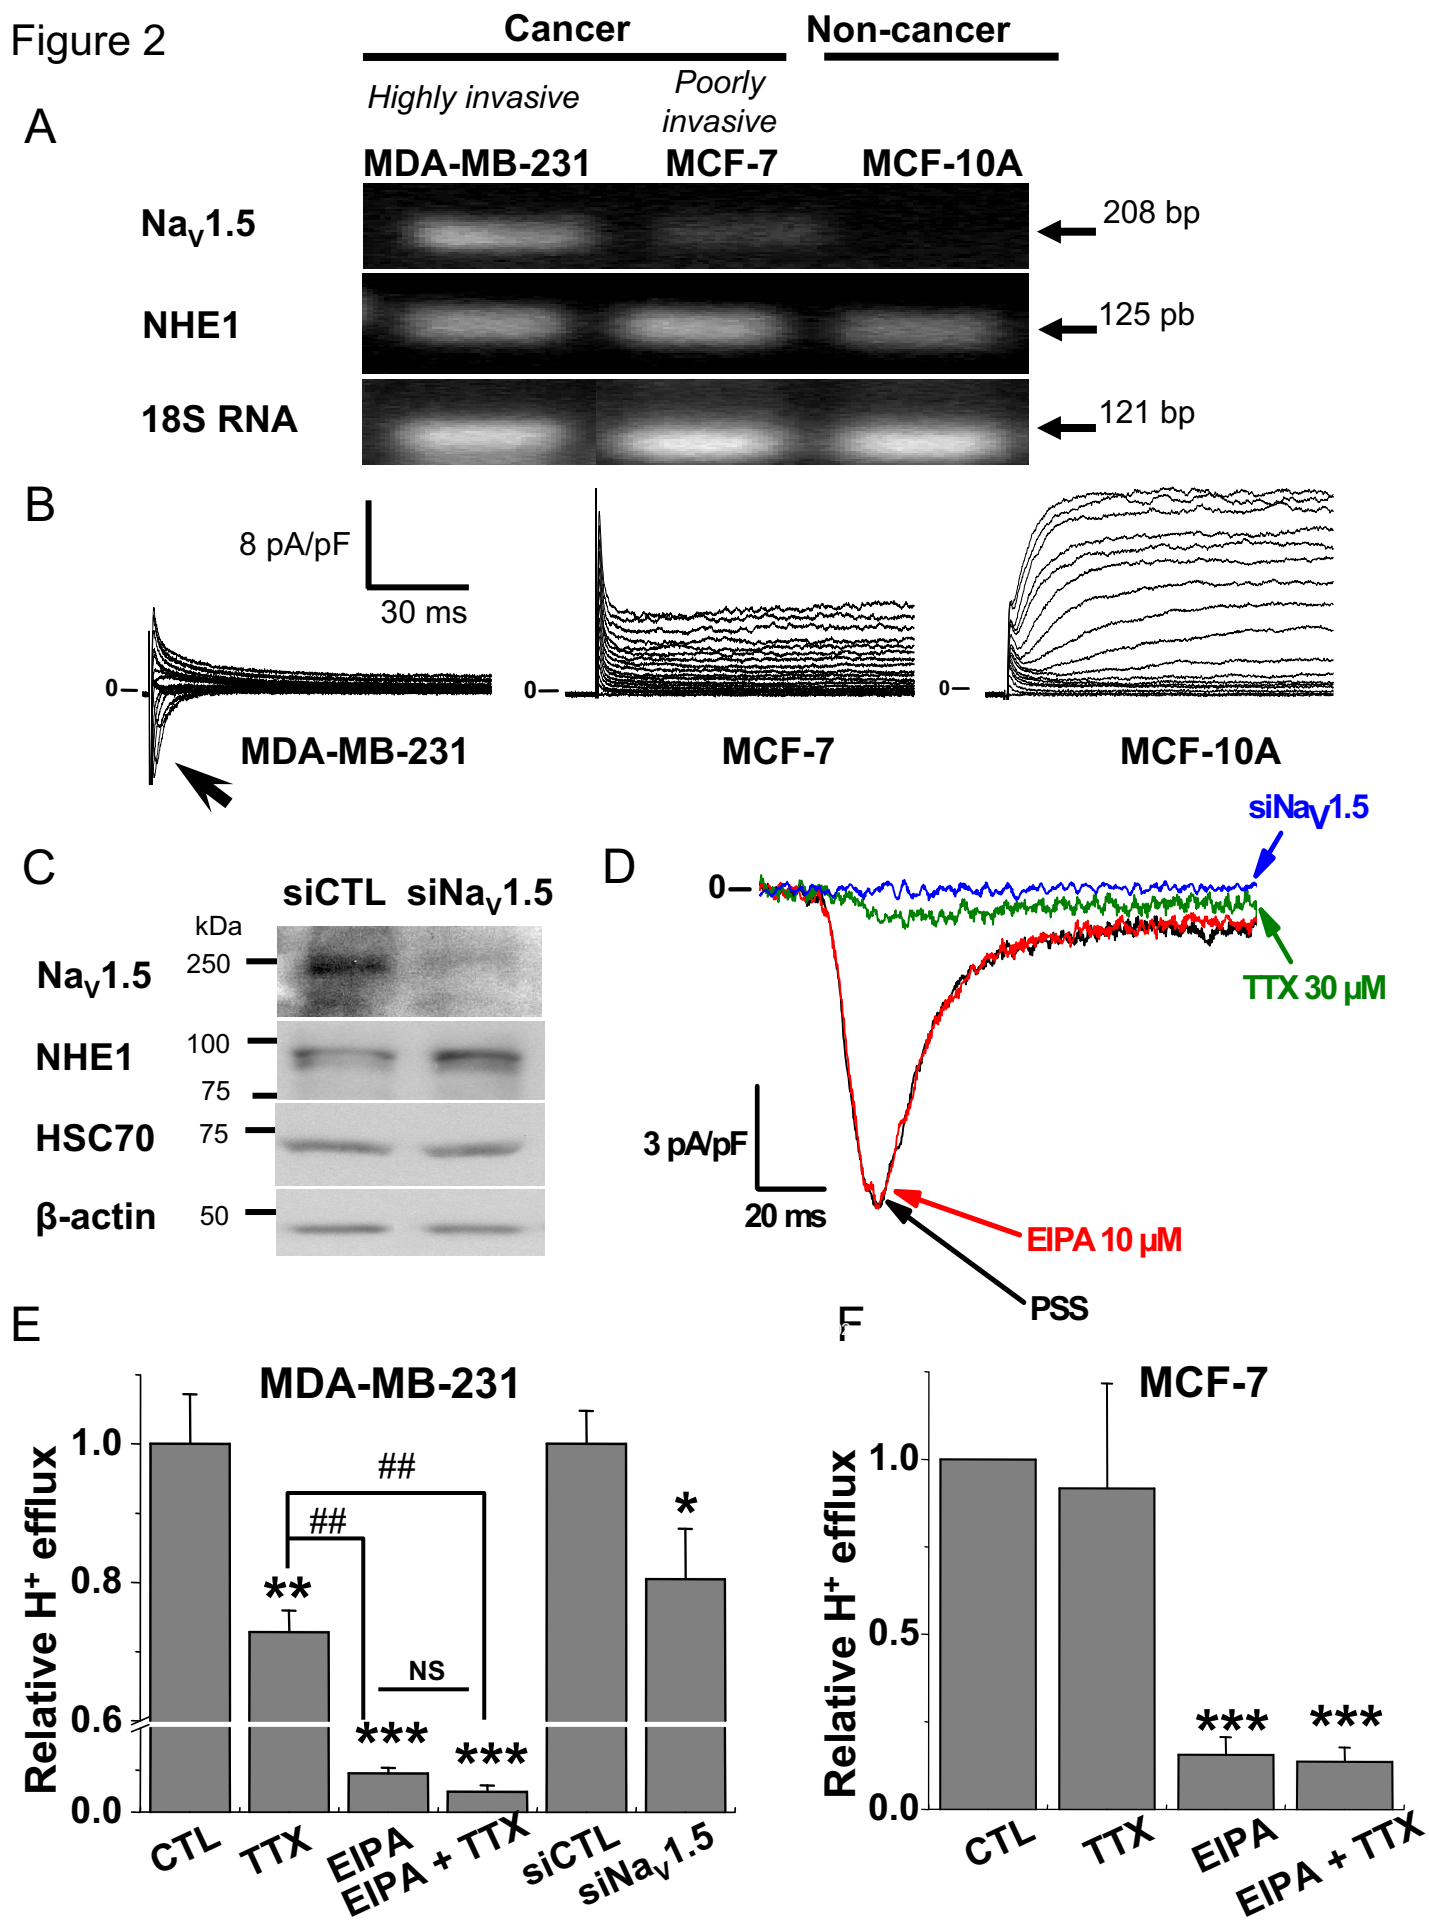 Figure 2
Cancer
Non-cancer
Highly invasive
Poorly
invasive
A
MDA-MB-231
MCF-7
MCF-10A
NaV1.5
208 bp
NHE1
125 pb
18S RNA
121 bp
B
8 pA/pF
30 ms
0
0
0
MDA-MB-231
MCF-7
MCF-10A
C
siCTL
siNaV1.5
kDa
NaV1.5
250
NHE1
100
75
HSC70
75
β-actin
50
D
siNaV1.5
0
TTX 30 µM
3 pA/pF
20 ms
EIPA 10 µM
PSS
E
MDA-MB-231
Relative H+ efflux
1.0
0.8
0.6
0.0
##
##
**
NS
***
***
*
CTL
TTX
EIPA
EIPA + TTX
siCTL
siNaV1.5
F
MCF-7
Relative H+ efflux
1.0
0.5
0.0
***
***
CTL
TTX
EIPA
EIPA + TTX